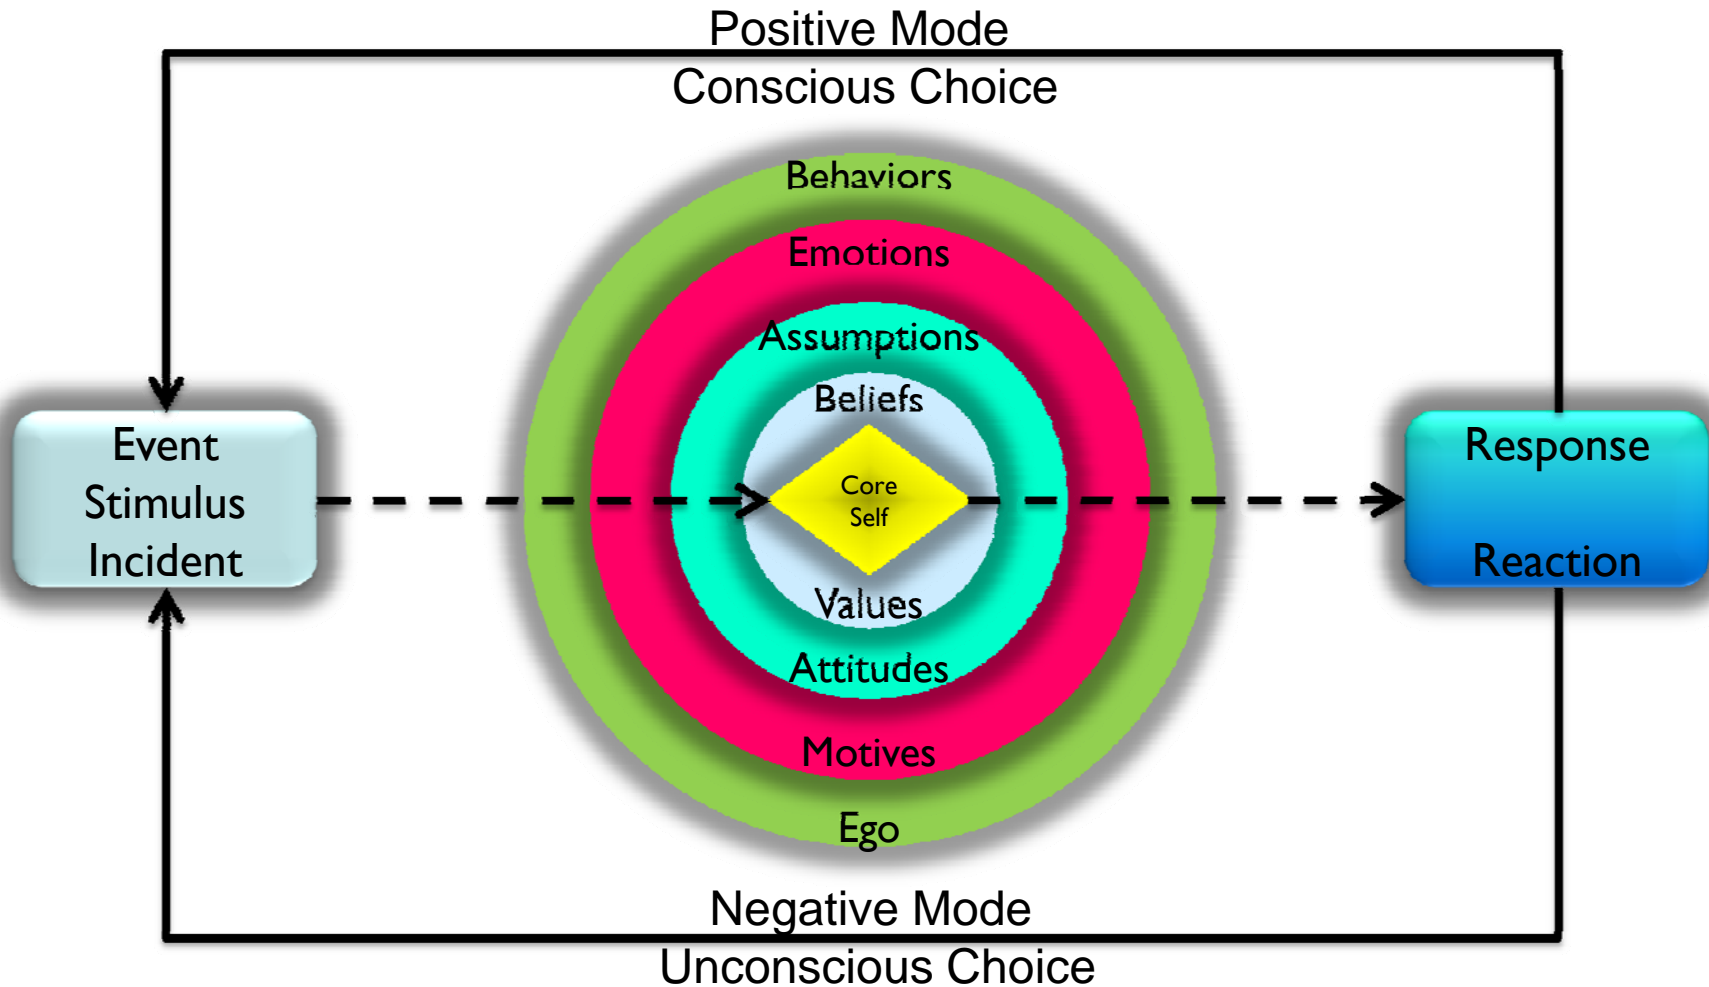 Positive Mode
Conscious Choice
Behaviors
Emotions
Assumptions
Beliefs
Core
Self
Values
Attitudes
Motives
Ego
Event
Stimulus
Incident
Response
Reaction
Negative Mode
Unconscious Choice